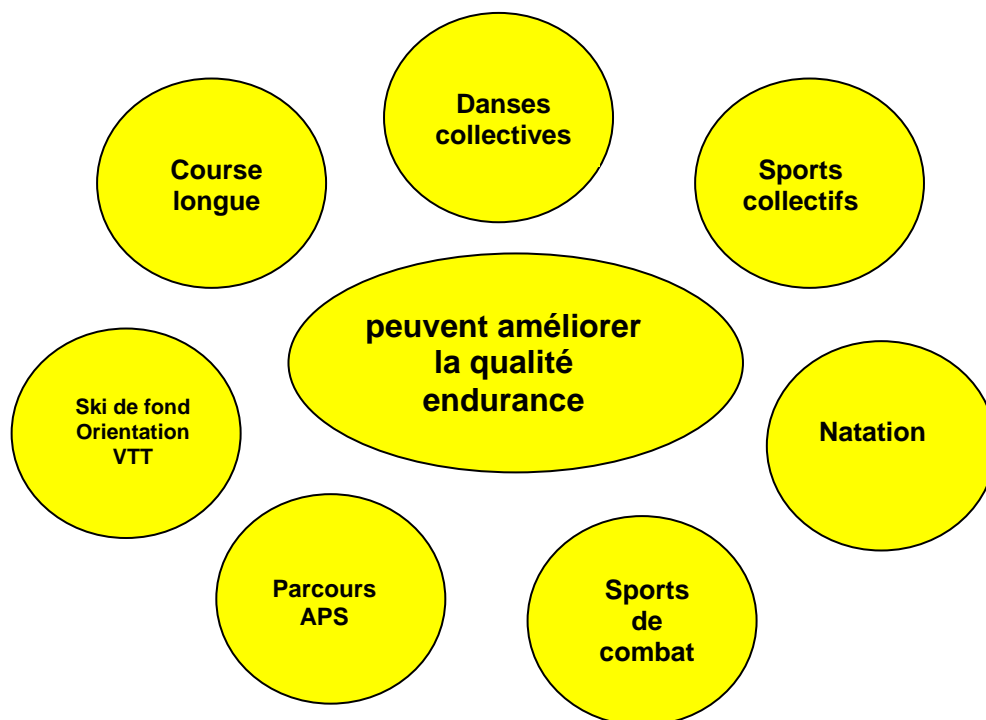 Danses
collectives
Course
longue
Sports
collectifs
peuvent améliorer
la qualité
endurance
Ski de fond
Orientation
VTT
Natation
Parcours
APS
Sports
de
combat